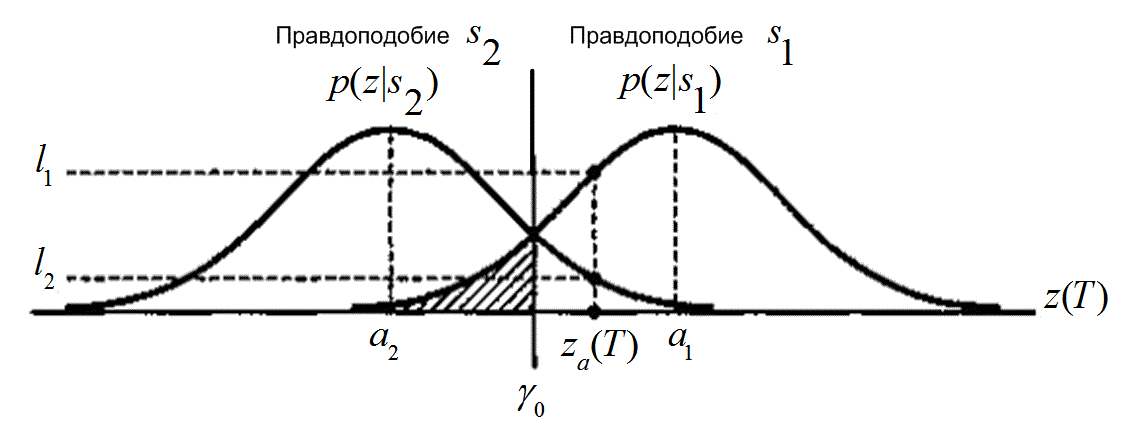 Правдоподобие s₂ Правдоподобие s₁
p(z|s₂) p(z|s₁)
l₁
l₂
z(T)
a₂ zₐ(T) a₁
γ₀